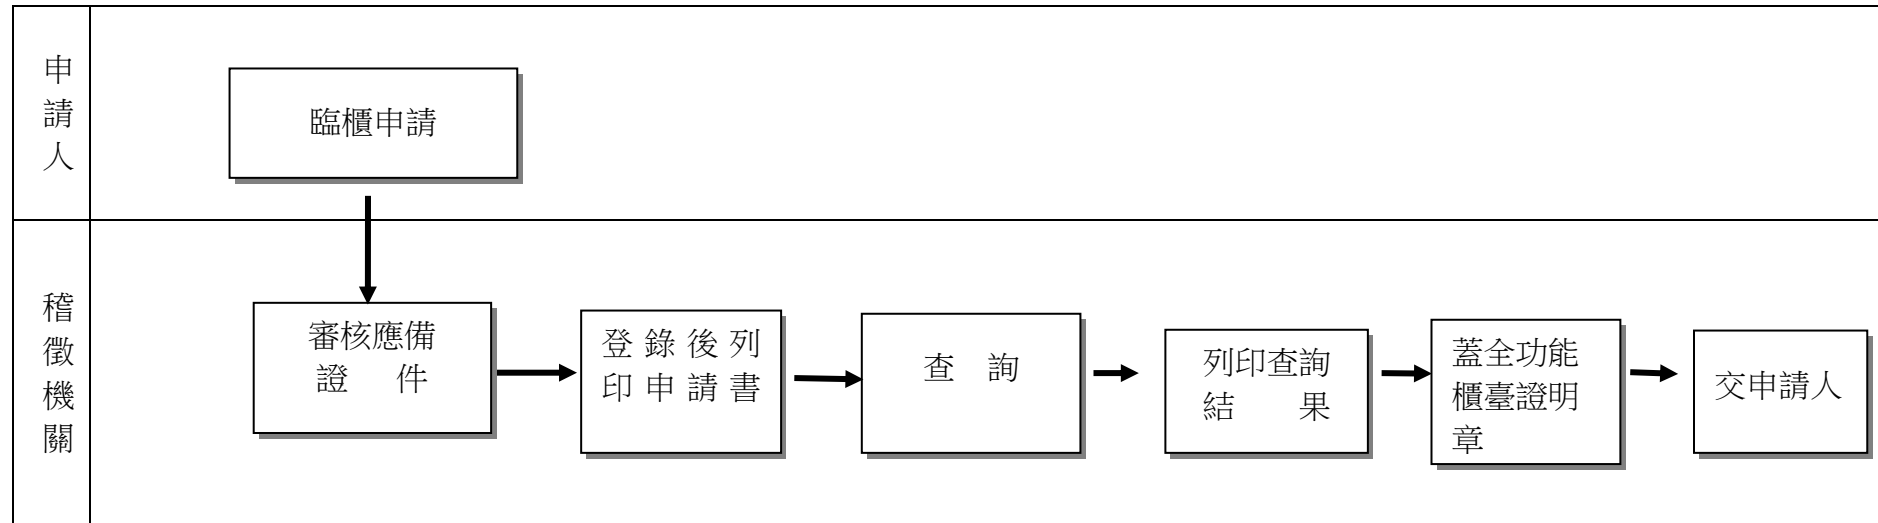 申請人
臨櫃申請
稽徵機關
審核應備
證件
登錄後列
印申請書
查詢
列印查詢
結果
蓋全功能
櫃臺證明
章
交申請人